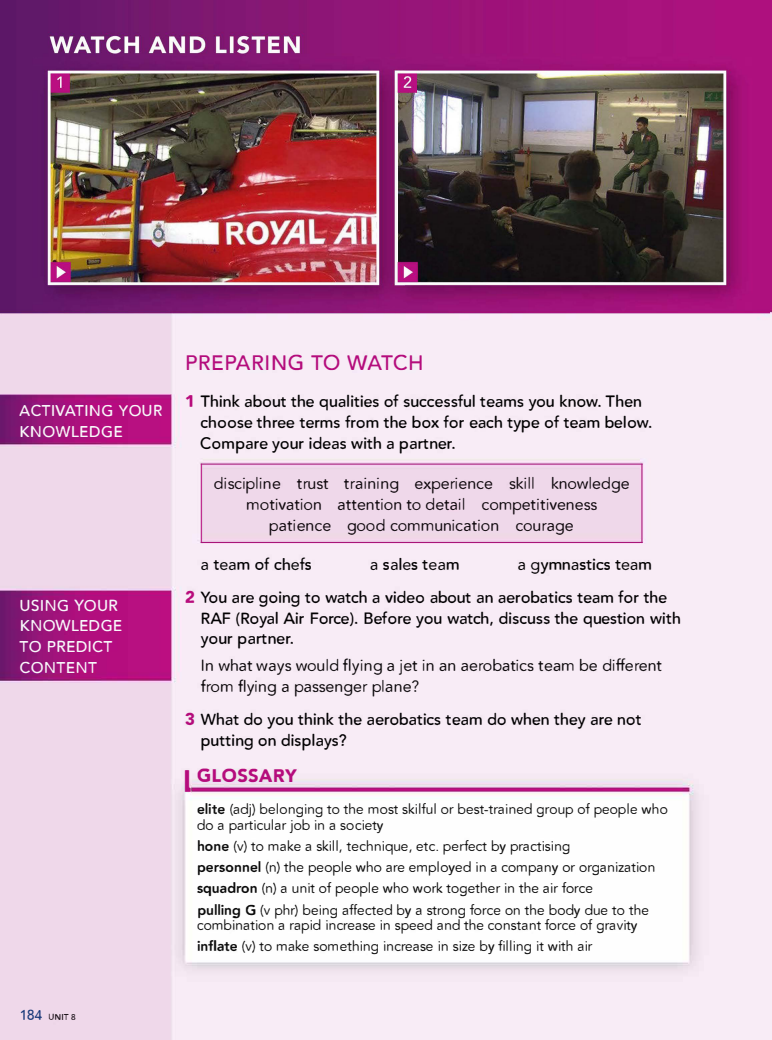 WATCH AND LISTEN
1
2
ROYAL AI
PREPARING TO WATCH
ACTIVATING YOUR
KNOWLEDGE
1 Think about the qualities of successful teams you know. Then
choose three terms from the box for each type of team below.
Compare your ideas with a partner.
discipline trust training experience skill knowledge
motivation attention to detail competitiveness
patience good communication courage
a team of chefs a sales team a gymnastics team
USING YOUR
KNOWLEDGE
TO PREDICT
CONTENT
2 You are going to watch a video about an aerobatics team for the
RAF (Royal Air Force). Before you watch, discuss the question with
your partner.
In what ways would flying a jet in an aerobatics team be different
from flying a passenger plane?
3 What do you think the aerobatics team do when they are not
putting on displays?
GLOSSARY
elite (adj) belonging to the most skilful or best-trained group of people who
do a particular job in a society
hone (v) to make a skill, technique, etc. perfect by practising
personnel (n) the people who are employed in a company or organization
squadron (n) a unit of people who work together in the air force
pulling G (v phr) being affected by a strong force on the body due to the
combination a rapid increase in speed and the constant force of gravity
inflate (v) to make something increase in size by filling it with air
184 UNIT 8